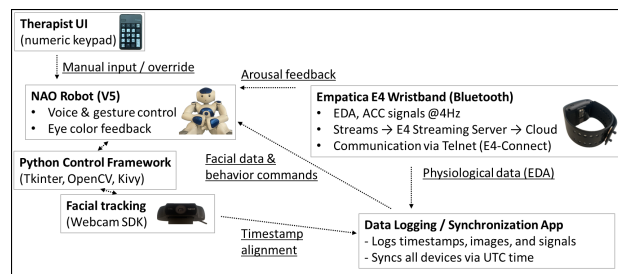 Therapist UI
(numeric keypad)
Manual input / override
Arousal feedback
NAO Robot (V5)
• Voice & gesture control
• Eye color feedback
Empatica E4 Wristband (Bluetooth)
• EDA, ACC signals @4Hz
• Streams → E4 Streaming Server → Cloud
• Communication via Telnet (E4-Connect)
Python Control Framework
(Tkinter, OpenCV, Kivy)
Facial data &
behavior commands
Physiological data (EDA)
Facial tracking
(Webcam SDK)
Timestamp
alignment
Data Logging / Synchronization App
- Logs timestamps, images, and signals
- Syncs all devices via UTC time